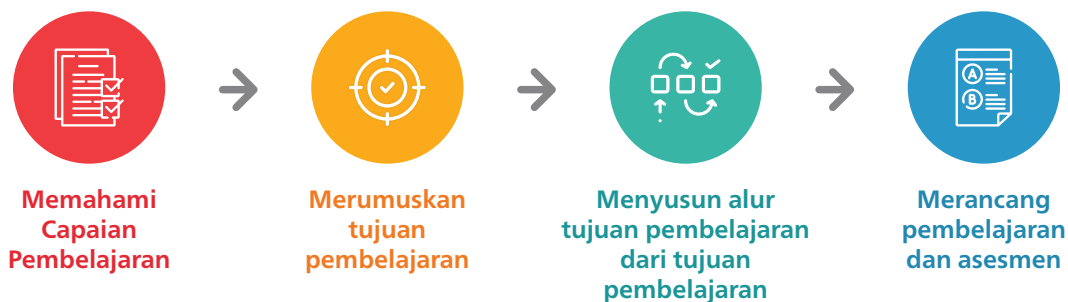 Memahami
Capaian
Pembelajaran
Merumuskan
tujuan
pembelajaran
Menyusun alur
tujuan pembelajaran
dari tujuan
pembelajaran
A
B
Merancang
pembelajaran
dan asesmen